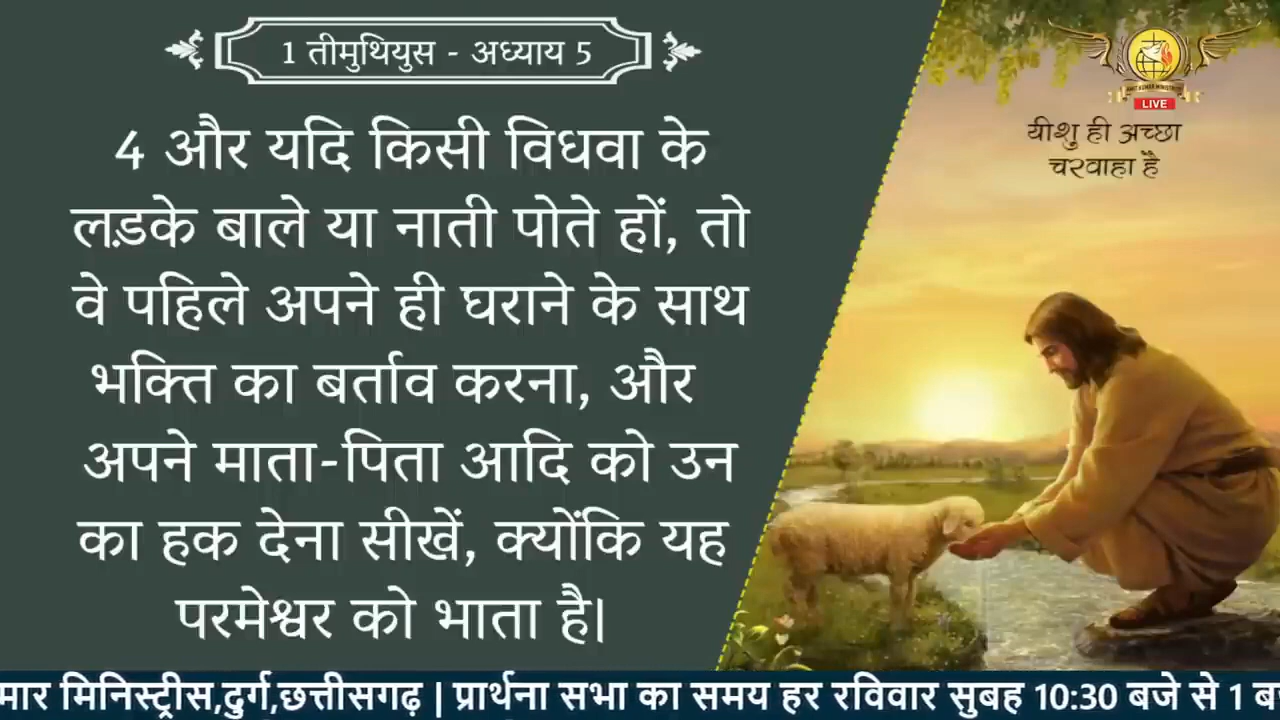 1 तीमुथियुस - अध्याय 5
4 और यदि किसी विधवा के
लड़के बाले या नाती पोते हों, तो
वे पहिले अपने ही घराने के साथ
भक्ति का बर्ताव करना, और
अपने माता-पिता आदि को उन
का हक देना सीखें, क्योंकि यह
परमेश्वर को भाता है।
LIVE
यीशु ही अच्छा
चरवाहा है
मार मिनिस्ट्रीस,दुर्ग,छत्तीसगढ़ | प्रार्थना सभा का समय हर रविवार सुबह 10:30 बजे से 1 ब